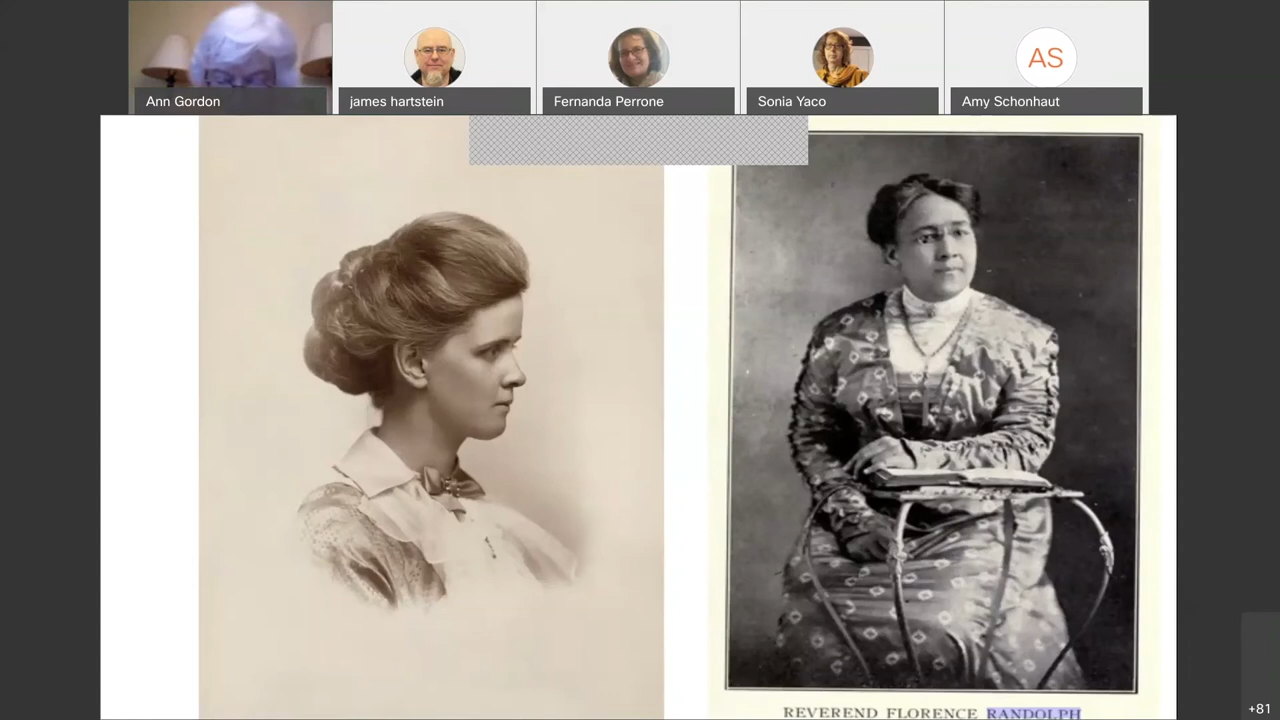 Ann Gordon
james hartstein
Fernanda Perrone
Sonia Yaco
AS
Amy Schonhaut
REVEREND FLORENCE RANDOLPH
+81